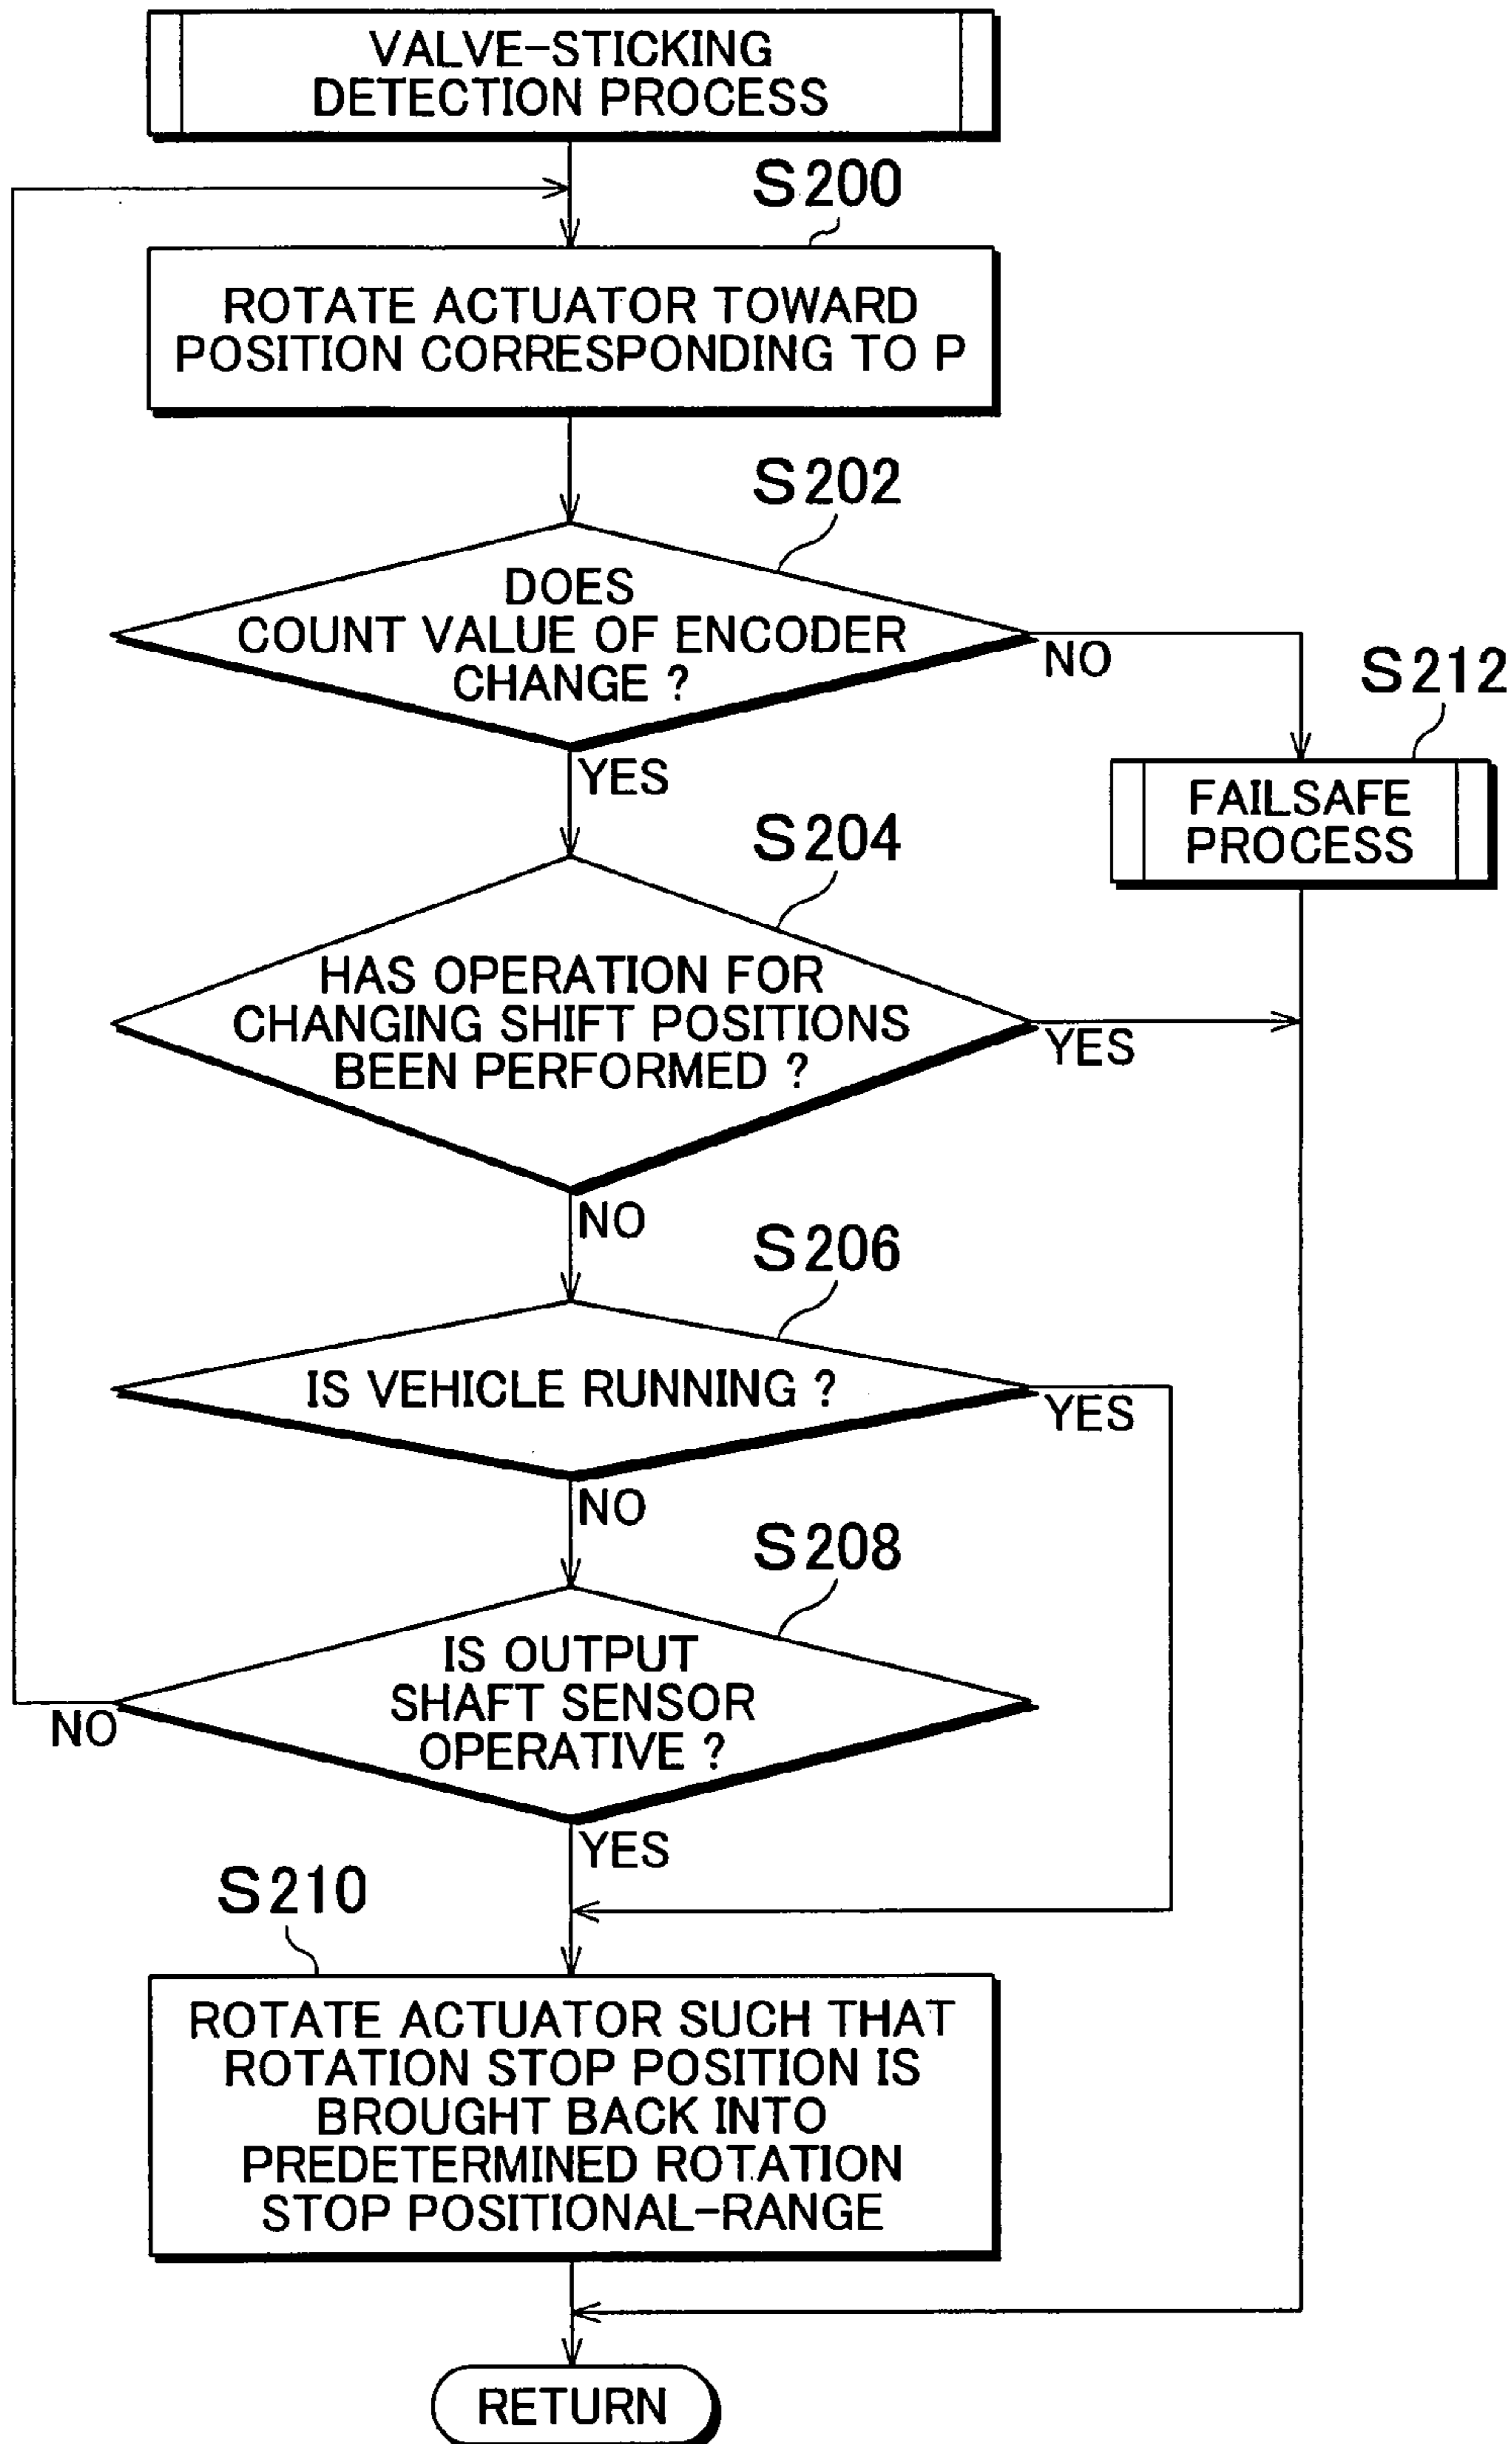 VALVE-STICKING
DETECTION PROCESS
S200
ROTATE ACTUATOR TOWARD
POSITION CORRESPONDING TO P
S202
DOES
COUNT VALUE OF ENCODER
CHANGE ?
NO
S212
YES
FAILSAFE
PROCESS
S204
HAS OPERATION FOR
CHANGING SHIFT POSITIONS
BEEN PERFORMED ?
YES
NO
S206
IS VEHICLE RUNNING ?
YES
NO
S208
IS OUTPUT
SHAFT SENSOR
OPERATIVE ?
NO
YES
S210
ROTATE ACTUATOR SUCH THAT
ROTATION STOP POSITION IS
BROUGHT BACK INTO
PREDETERMINED ROTATION
STOP POSITIONAL-RANGE
RETURN